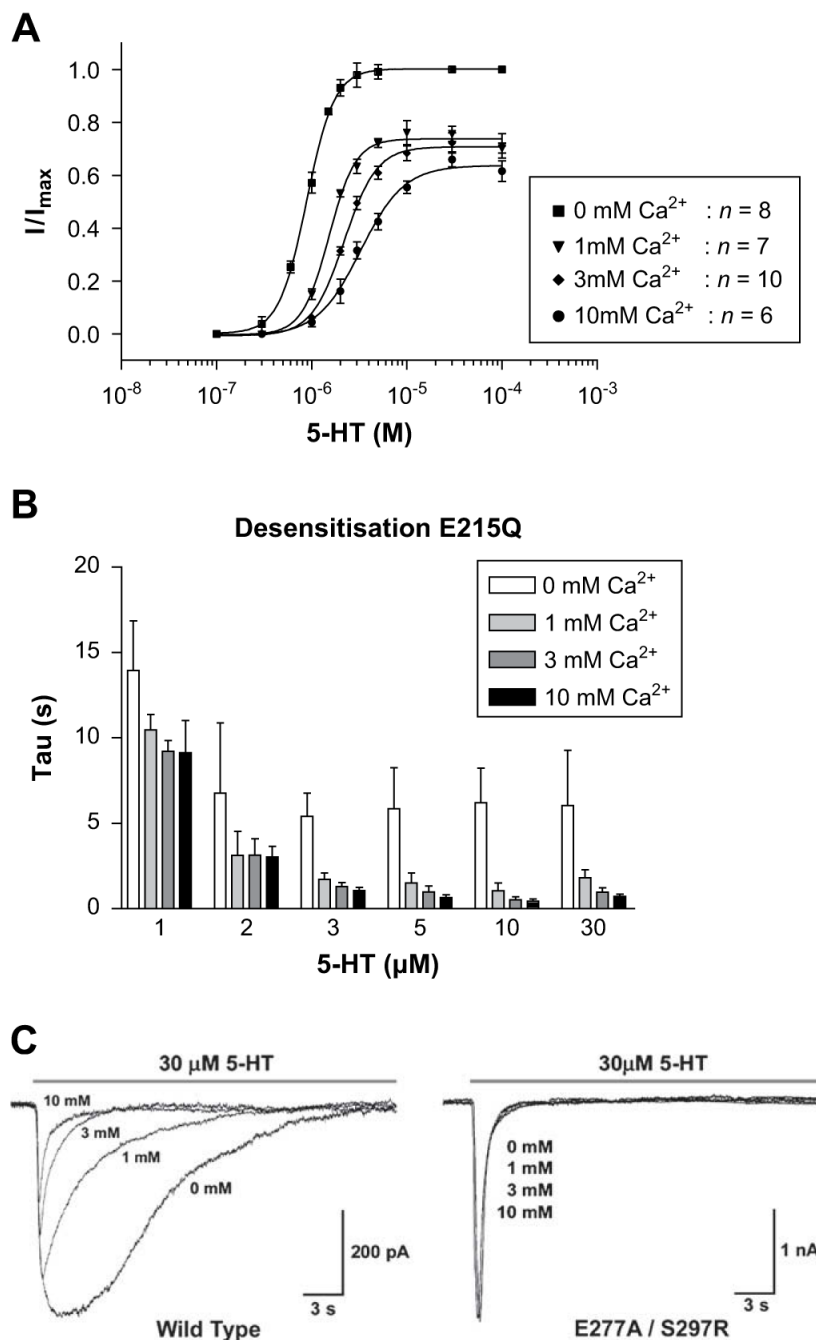 A
1.0
0.8
0.6
0.4
0.2
0.0
I/Imax
10⁻⁸ 10⁻⁷ 10⁻⁶ 10⁻⁵ 10⁻⁴ 10⁻³
5-HT (M)
0 mM Ca²⁺ : n = 8
1mM Ca²⁺ : n = 7
3mM Ca²⁺ : n = 10
10mM Ca²⁺ : n = 6
B
Desensitisation E215Q
20
15
10
5
0
Tau (s)
0 mM Ca²⁺
1 mM Ca²⁺
3 mM Ca²⁺
10 mM Ca²⁺
1 2 3 5 10 30
5-HT (µM)
C
30 µM 5-HT
10 mM
3 mM
1 mM
0 mM
200 pA
3 s
Wild Type
30µM 5-HT
0 mM
1 mM
3 mM
10 mM
1 nA
3 s
E277A / S297R